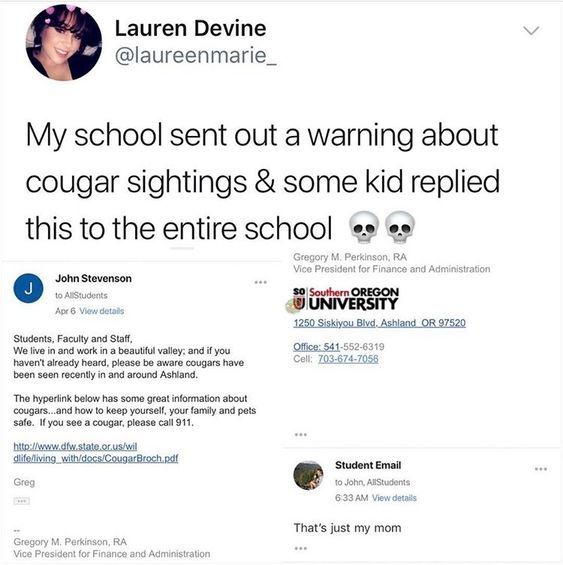 Lauren Devine
@laureenmarie_
My school sent out a warning about
cougar sightings & some kid replied
this to the entire school 💀💀
J
John Stevenson
to AllStudents
Apr 6 View details
Students, Faculty and Staff,
We live in and work in a beautiful valley; and if you
haven't already heard, please be aware cougars have
been seen recently in and around Ashland.
The hyperlink below has some great information about
cougars...and how to keep yourself, your family and pets
safe. If you see a cougar, please call 911.
http://www.dfw.state.or.us/wil
dlife/living_with/docs/CougarBroch.pdf
Greg
--
Gregory M. Perkinson, RA
Vice President for Finance and Administration
Gregory M. Perkinson, RA
Vice President for Finance and Administration
SO Southern OREGON
U UNIVERSITY
1250 Siskiyou Blvd, Ashland OR 97520
Office: 541-552-6319
Cell: 703-674-7056
Student Email
to John, AllStudents
6:33 AM View details
That's just my mom